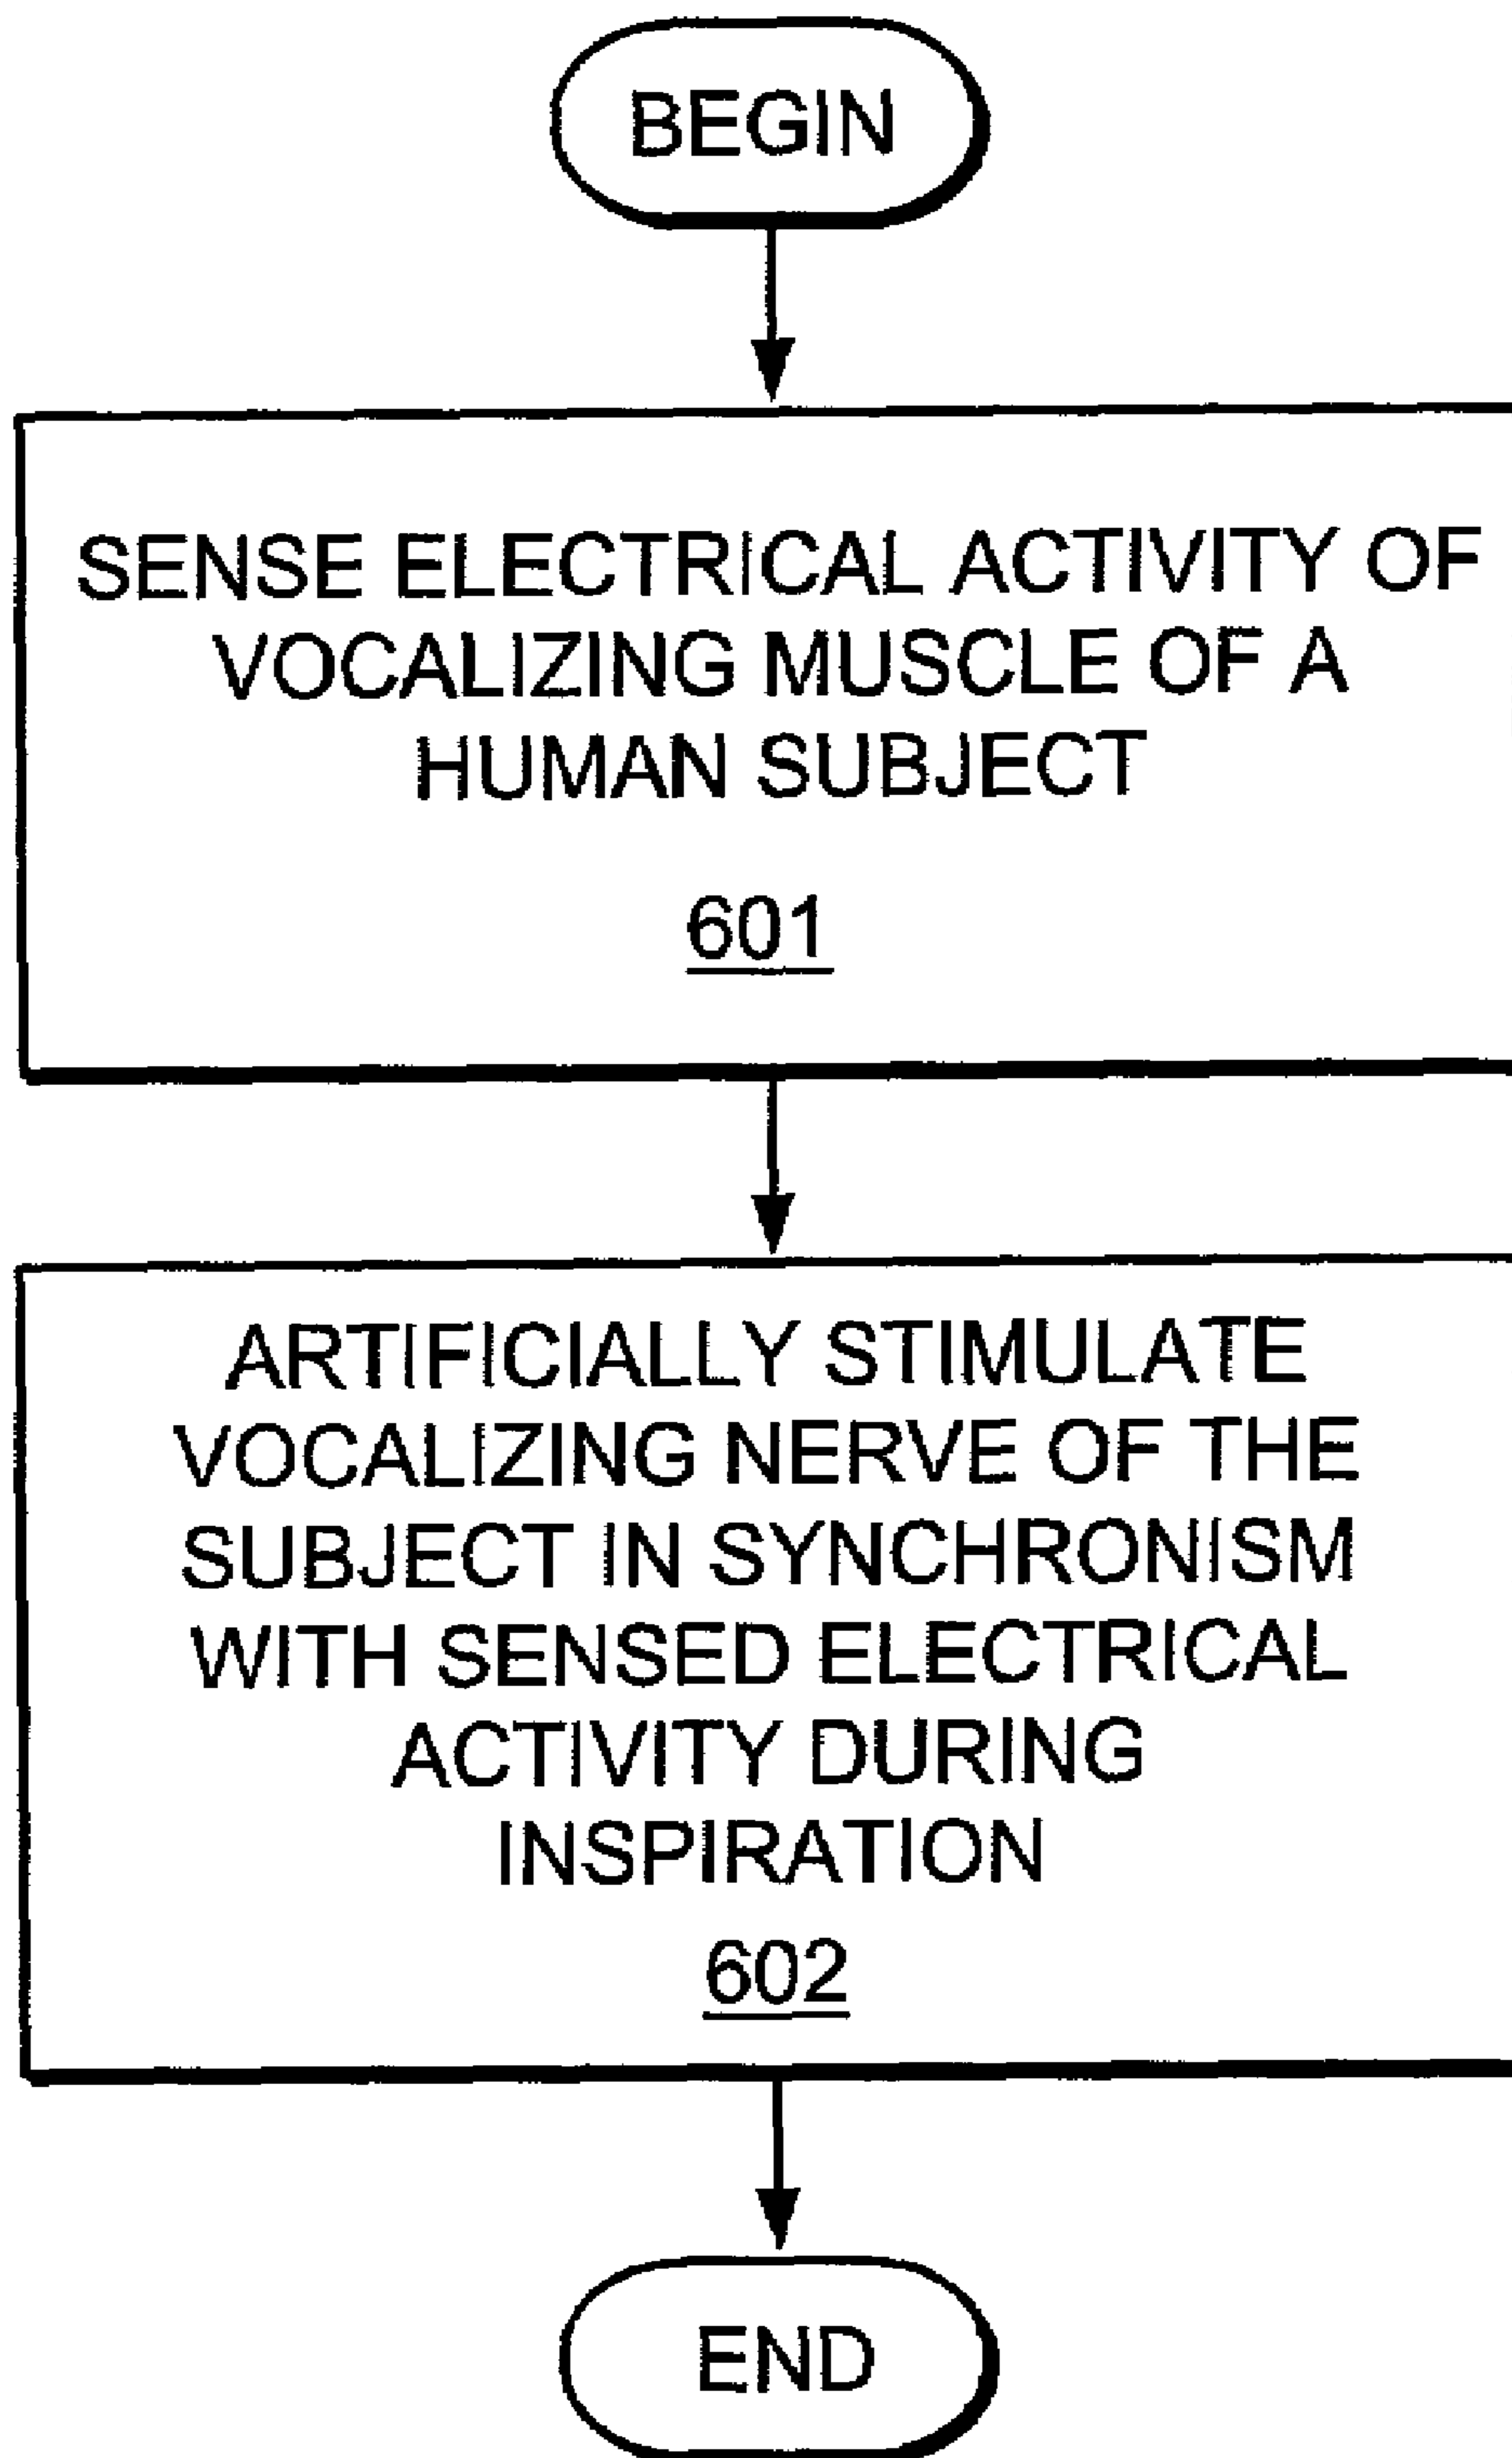 BEGIN
SENSE ELECTRICAL ACTIVITY OF
VOCALIZING MUSCLE OF A
HUMAN SUBJECT
601
ARTIFICIALLY STIMULATE
VOCALIZING NERVE OF THE
SUBJECT IN SYNCHRONISM
WITH SENSED ELECTRICAL
ACTIVITY DURING
INSPIRATION
602
END